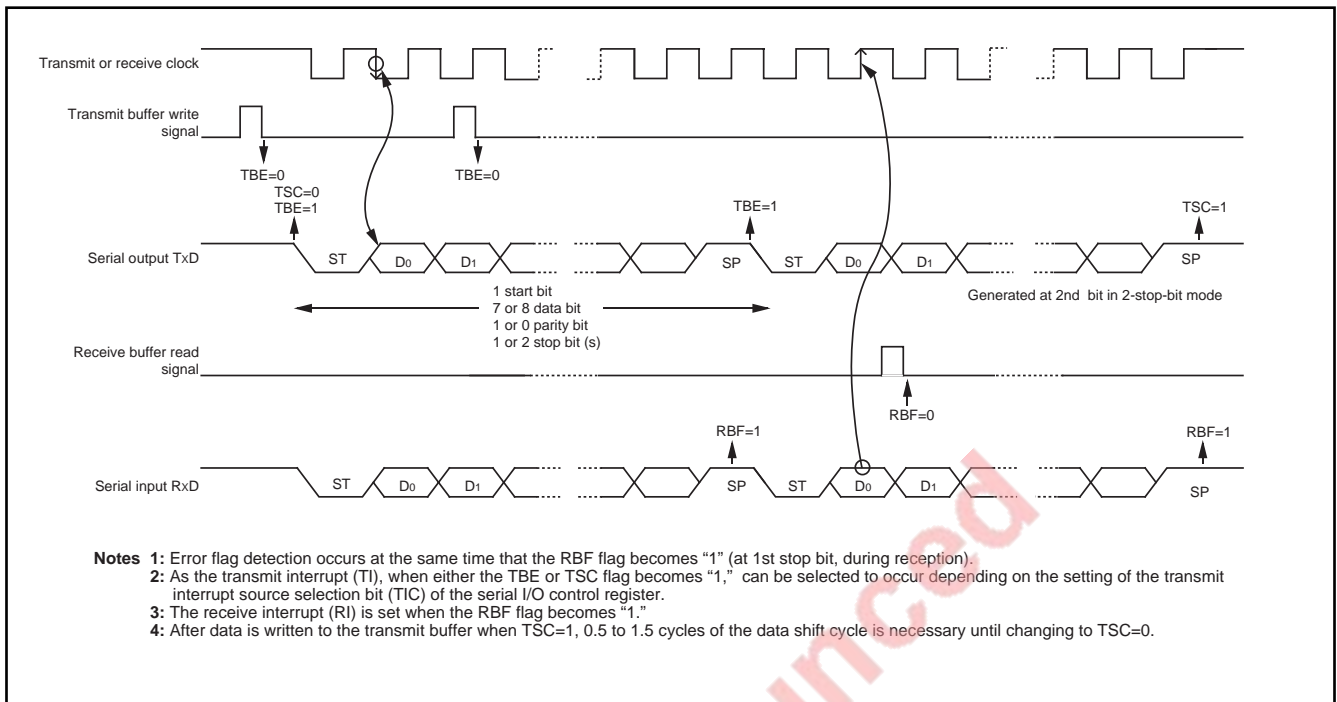 Transmit or receive clock
Transmit buffer write
signal
TBE=0
TBE=0
TSC=0
TBE=1
TBE=1
TSC=1
Serial output TxD
ST
D0
D1
SP
ST
D0
D1
SP
1 start bit
7 or 8 data bit
1 or 0 parity bit
1 or 2 stop bit (s)
Generated at 2nd bit in 2-stop-bit mode
Receive buffer read
signal
RBF=0
RBF=1
RBF=1
Serial input RxD
ST
D0
D1
SP
ST
D0
D1
SP
Notes 1: Error flag detection occurs at the same time that the RBF flag becomes “1” (at 1st stop bit, during reception).
2: As the transmit interrupt (TI), when either the TBE or TSC flag becomes “1,” can be selected to occur depending on the setting of the transmit
interrupt source selection bit (TIC) of the serial I/O control register.
3: The receive interrupt (RI) is set when the RBF flag becomes “1.”
4: After data is written to the transmit buffer when TSC=1, 0.5 to 1.5 cycles of the data shift cycle is necessary until changing to TSC=0.
unced